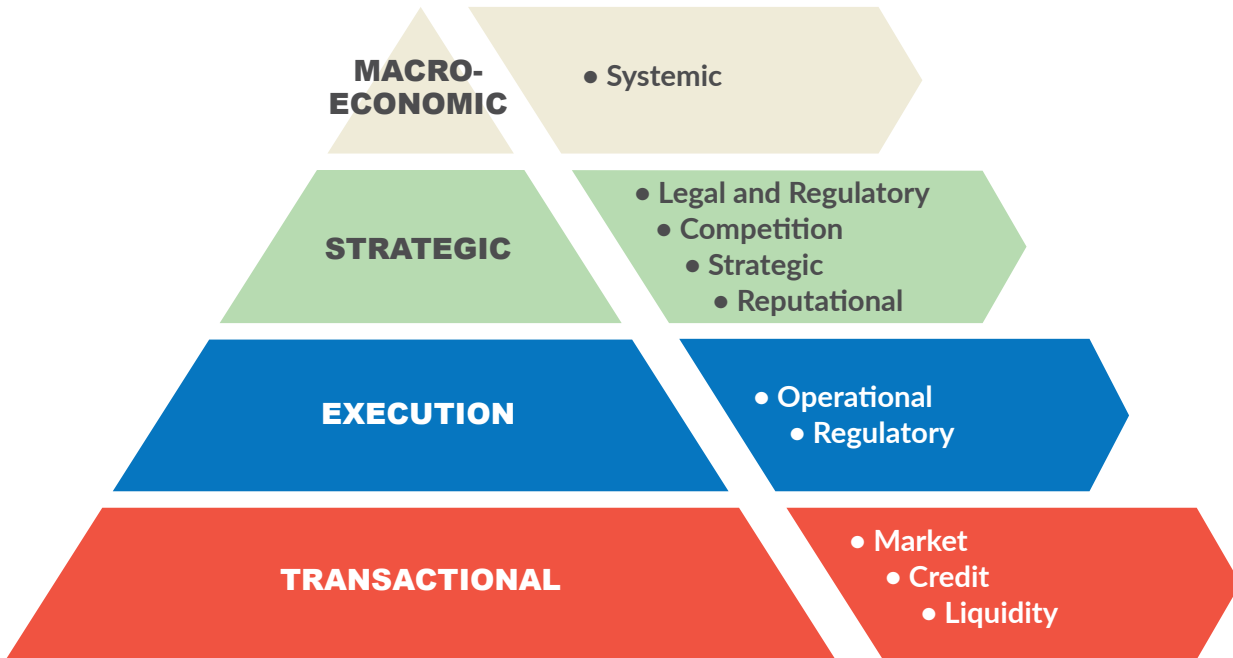 MACRO-
ECONOMIC
• Systemic
STRATEGIC
• Legal and Regulatory
• Competition
• Strategic
• Reputational
EXECUTION
• Operational
• Regulatory
TRANSACTIONAL
• Market
• Credit
• Liquidity